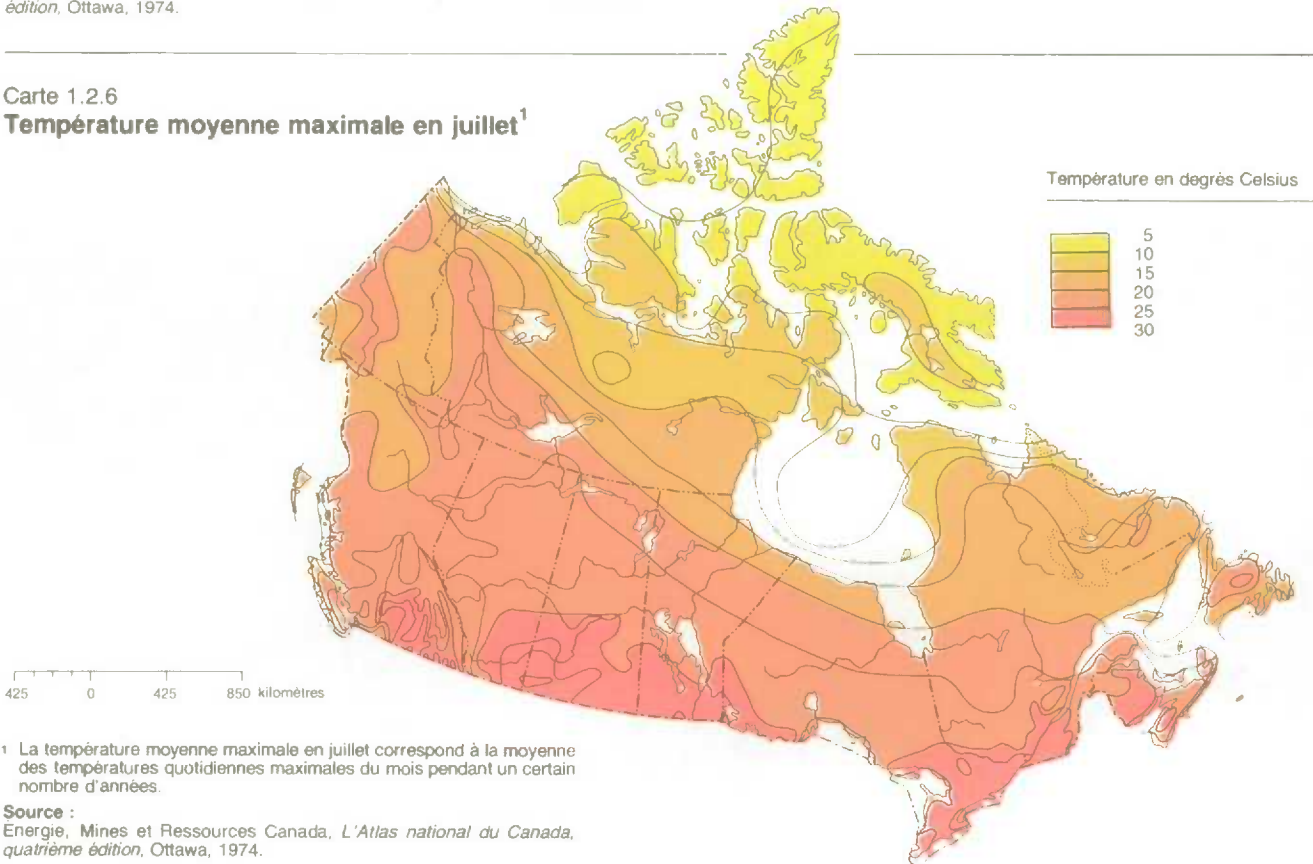 édition, Ottawa, 1974.
Carte 1.2.6
Température moyenne maximale en juillet¹
Température en degrés Celsius
5
10
15
20
25
30
425 0 425 850 kilomètres
¹ La température moyenne maximale en juillet correspond à la moyenne
des températures quotidiennes maximales du mois pendant un certain
nombre d'années.
Source :
Énergie, Mines et Ressources Canada, L'Atlas national du Canada,
quatrième édition, Ottawa, 1974.